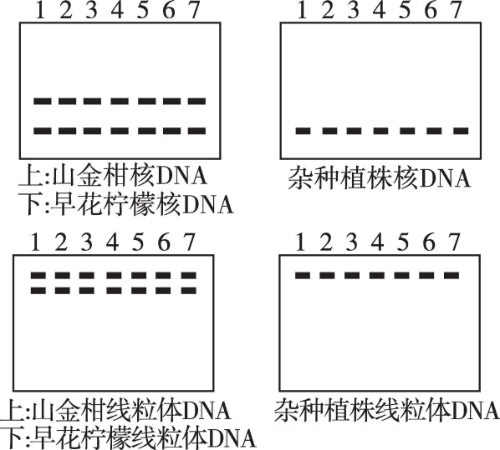 1 2 3 4 5 6 7
1 2 3 4 5 6 7
上:山金柑核DNA
下:早花柠檬核DNA
杂种植株核DNA
1 2 3 4 5 6 7
1 2 3 4 5 6 7
上:山金柑线粒体DNA
下:早花柠檬线粒体DNA
杂种植株线粒体DNA